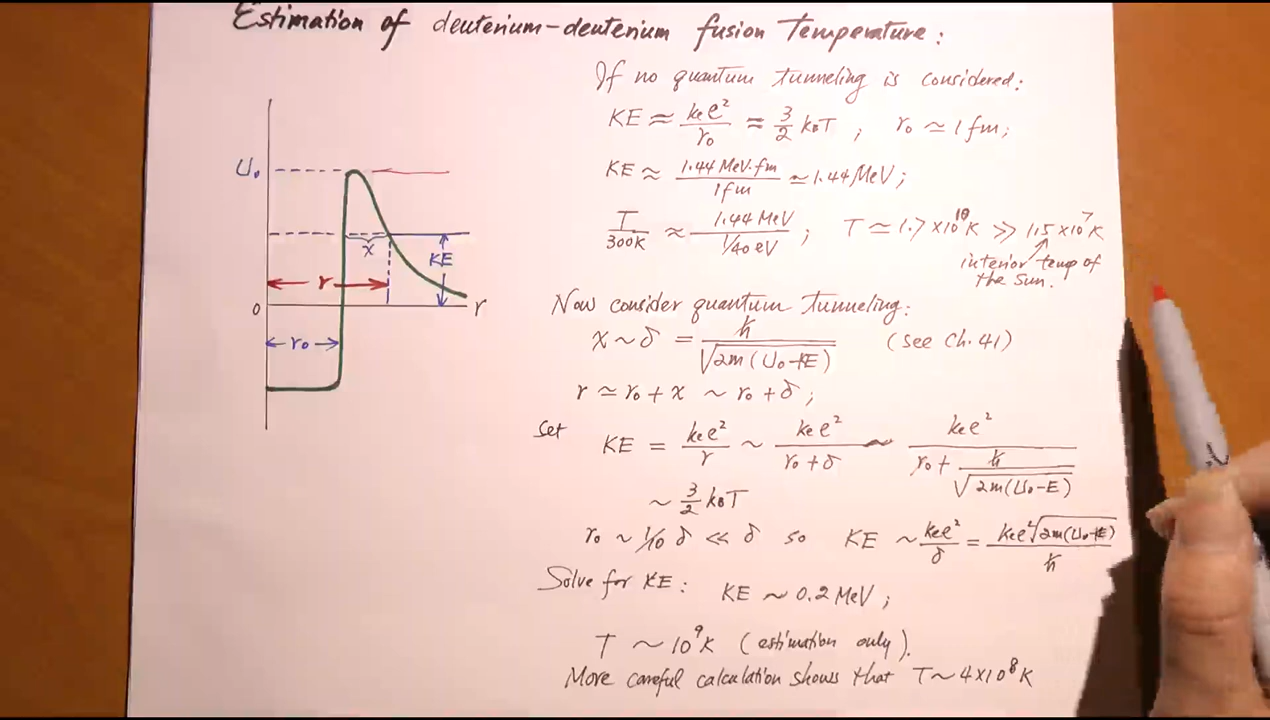 Estimation of deuterium-deuterium fusion Temperature:
If no quantum tunneling is considered:
KE ≈ kee²/r₀ ≈ 3/2 kBT ; r₀ ≃ 1 fm;
KE ≈ 1.44 MeV.fm/1 fm ≃ 1.44 MeV;
T/300K ≈ 1.44 MeV/(1/40 eV) ; T ≃ 1.7 ×10¹⁰ K ≫ 1.5 ×10⁷ K
interior temp of
the sun.
U₀
x
KE
r
0
r
r₀
Now consider quantum tunneling:
x ~ δ = ℏ/√(2m(U₀-KE)) (see Ch. 41)
r ≃ r₀ + x ~ r₀ + δ ;
Set KE = kee²/r ~ kee²/(r₀+δ) ~ kee²/(r₀ + ℏ/√(2m(U₀-E)))
~ 3/2 kBT
r₀ ~ 1/10 δ ≪ δ so KE ~ kee²/δ = kee²√(2m(U₀-KE))/ℏ
Solve for KE: KE ~ 0.2 MeV ;
T ~ 10⁹ K (estimation only).
More careful calculation shows that T ~ 4×10⁸ K